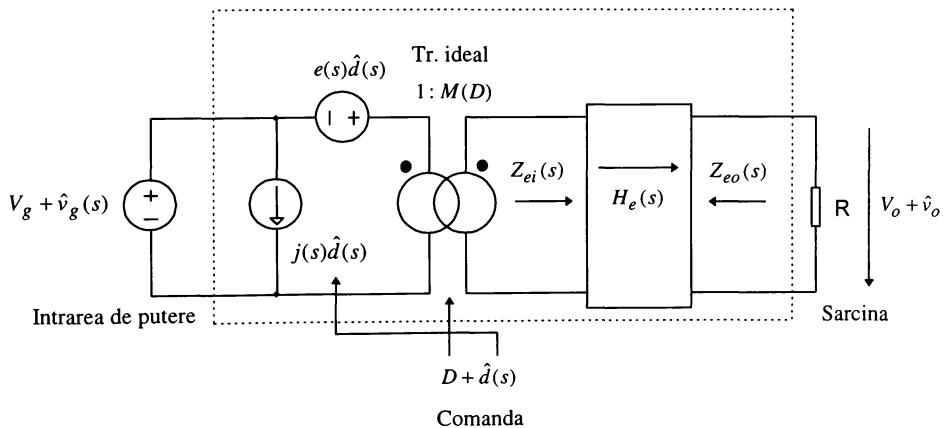 Tr. ideal
1 : M(D)
e(s)d̂(s)
− +
V_g + v̂_g(s)
+
−
j(s)d̂(s)
Z_ei(s)
H_e(s)
Z_eo(s)
R
V_o + v̂_o
Intrarea de putere
Sarcina
D + d̂(s)
Comanda